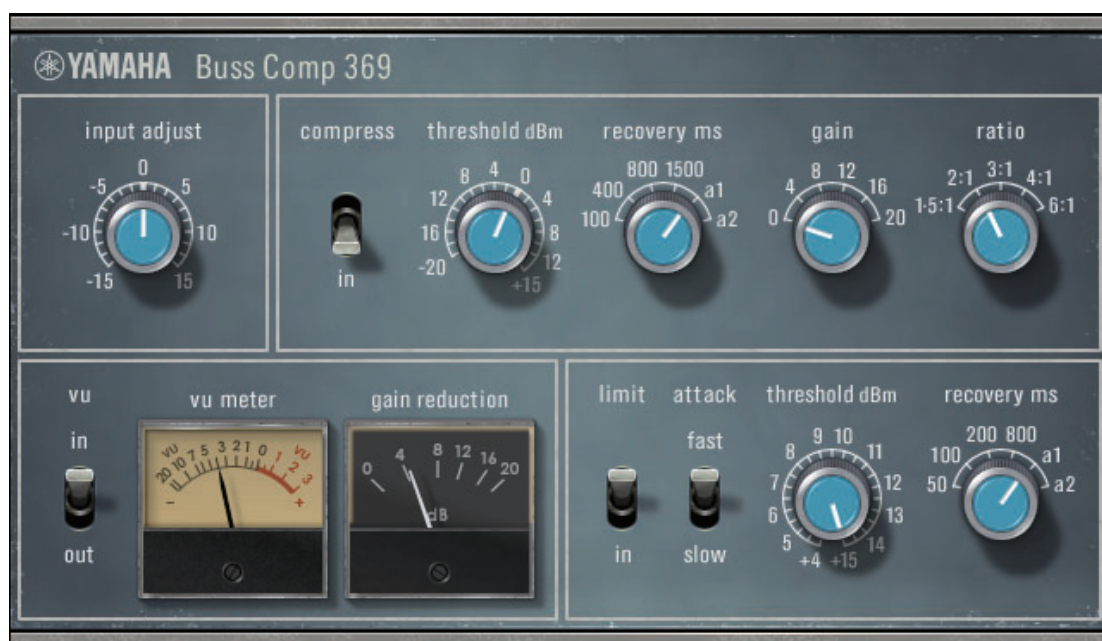 YAMAHA Buss Comp 369
input adjust
-15 -10 -5 0 5 10 15
compress
in
threshold dBm
-20 16 12 8 4 0 4 8 12 +15
recovery ms
100 400 800 1500 a1 a2
gain
0 4 8 12 16 20
ratio
1·5:1 2:1 3:1 4:1 6:1
vu
in
out
vu meter
VU VU
20 10 7 5 3 2 1 0 1 2 3
- +
gain reduction
0 4 8 12 16 20
dB
limit
in
attack
fast
slow
threshold dBm
+4 5 6 7 8 9 10 11 12 13 14 +15
recovery ms
50 100 200 800 a1 a2